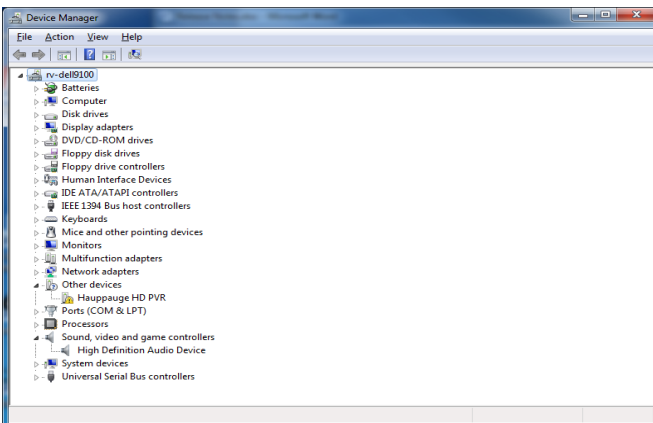 Device Manager
File Action View Help
rv-dell9100
Batteries
Computer
Disk drives
Display adapters
DVD/CD-ROM drives
Floppy disk drives
Floppy drive controllers
Human Interface Devices
IDE ATA/ATAPI controllers
IEEE 1394 Bus host controllers
Keyboards
Mice and other pointing devices
Monitors
Multifunction adapters
Network adapters
Other devices
Hauppauge HD PVR
Ports (COM & LPT)
Processors
Sound, video and game controllers
High Definition Audio Device
System devices
Universal Serial Bus controllers